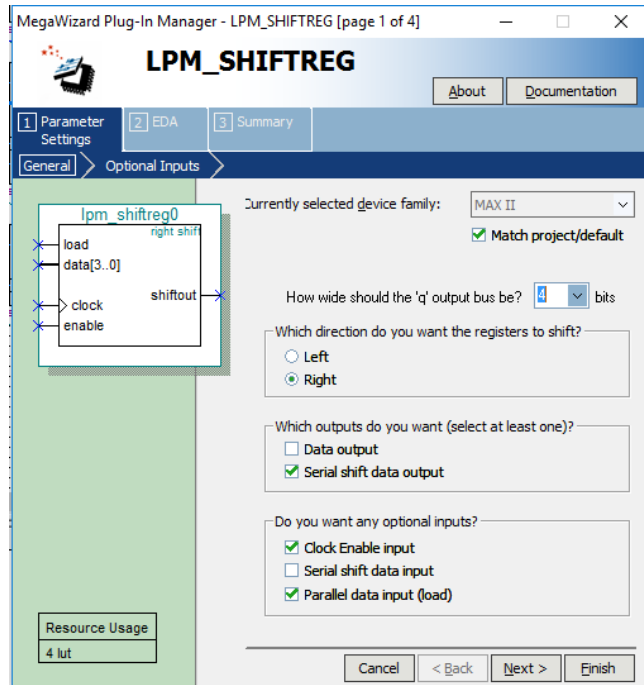 MegaWizard Plug-In Manager - LPM_SHIFTREG [page 1 of 4]
LPM_SHIFTREG
About
Documentation
1 Parameter Settings
2 EDA
3 Summary
General
Optional Inputs
lpm_shiftreg0
right shift
load
data[3..0]
shiftout
clock
enable
Currently selected device family:
MAX II
Match project/default
How wide should the 'q' output bus be?
4
bits
Which direction do you want the registers to shift?
Left
Right
Which outputs do you want (select at least one)?
Data output
Serial shift data output
Do you want any optional inputs?
Clock Enable input
Serial shift data input
Parallel data input (load)
Resource Usage
4 lut
Cancel
< Back
Next >
Finish